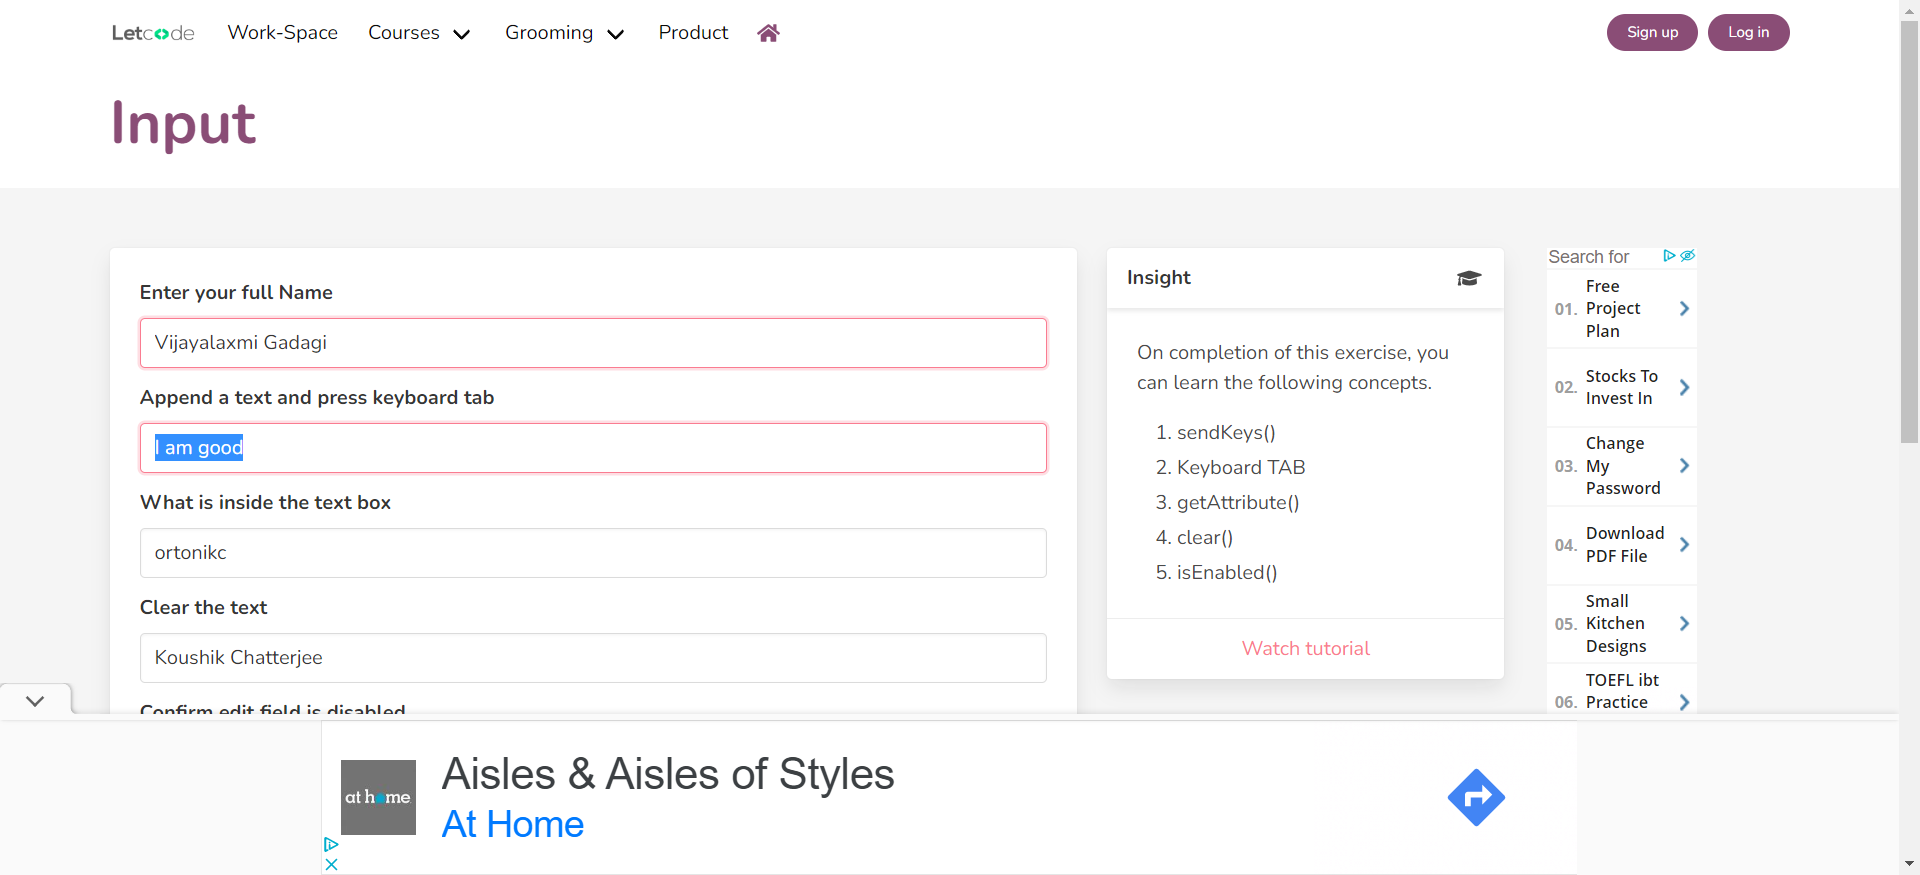 Letcode Work-Space Courses Grooming Product Sign up Log in
Input
Enter your full Name
Vijayalaxmi Gadagi
Append a text and press keyboard tab
I am good
What is inside the text box
ortonikc
Clear the text
Koushik Chatterjee
Confirm edit field is disabled
Insight
On completion of this exercise, you
can learn the following concepts.
1. sendKeys()
2. Keyboard TAB
3. getAttribute()
4. clear()
5. isEnabled()
Watch tutorial
Search for
01. Free
Project
Plan
02. Stocks To
Invest In
03. Change
My
Password
04. Download
PDF File
05. Small
Kitchen
Designs
06. TOEFL ibt
Practice
at home
Aisles & Aisles of Styles
At Home